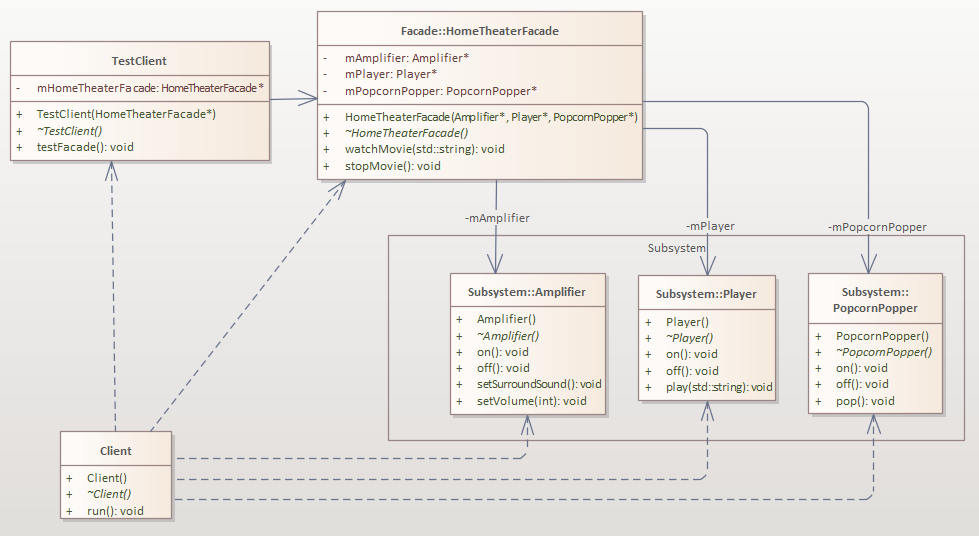 TestClient
- mHomeTheaterFacade: HomeTheaterFacade*
+ TestClient(HomeTheaterFacade*)
+ ~TestClient()
+ testFacade(): void
Facade::HomeTheaterFacade
- mAmplifier: Amplifier*
- mPlayer: Player*
- mPopcornPopper: PopcornPopper*
+ HomeTheaterFacade(Amplifier*, Player*, PopcornPopper*)
+ ~HomeTheaterFacade()
+ watchMovie(std::string): void
+ stopMovie(): void
-mAmplifier
-mPlayer
-mPopcornPopper
Subsystem
Subsystem::Amplifier
+ Amplifier()
+ ~Amplifier()
+ on(): void
+ off(): void
+ setSurroundSound(): void
+ setVolume(int): void
Subsystem::Player
+ Player()
+ ~Player()
+ on(): void
+ off(): void
+ play(std::string): void
Subsystem::
PopcornPopper
+ PopcornPopper()
+ ~PopcornPopper()
+ on(): void
+ off(): void
+ pop(): void
Client
+ Client()
+ ~Client()
+ run(): void